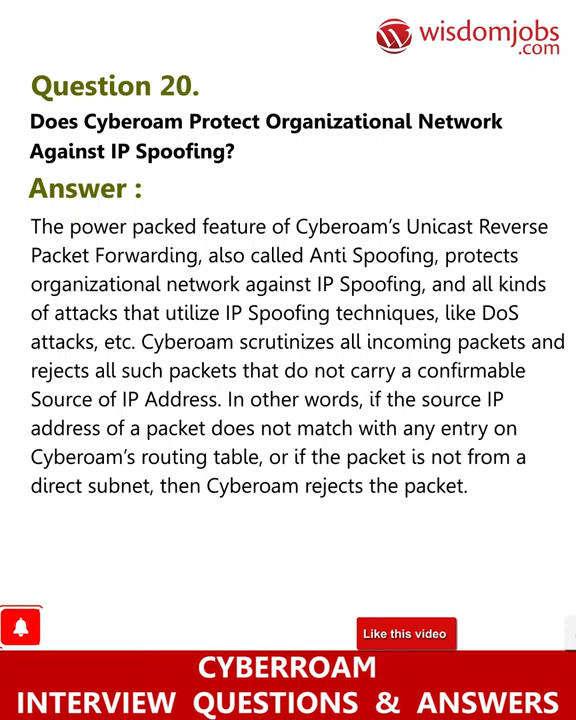 wisdomjobs
.com
Question 20.
Does Cyberoam Protect Organizational Network
Against IP Spoofing?
Answer :
The power packed feature of Cyberoam's Unicast Reverse
Packet Forwarding, also called Anti Spoofing, protects
organizational network against IP Spoofing, and all kinds
of attacks that utilize IP Spoofing techniques, like DoS
attacks, etc. Cyberoam scrutinizes all incoming packets and
rejects all such packets that do not carry a confirmable
Source of IP Address. In other words, if the source IP
address of a packet does not match with any entry on
Cyberoam's routing table, or if the packet is not from a
direct subnet, then Cyberoam rejects the packet.
Like this video
CYBERROAM
INTERVIEW QUESTIONS & ANSWERS